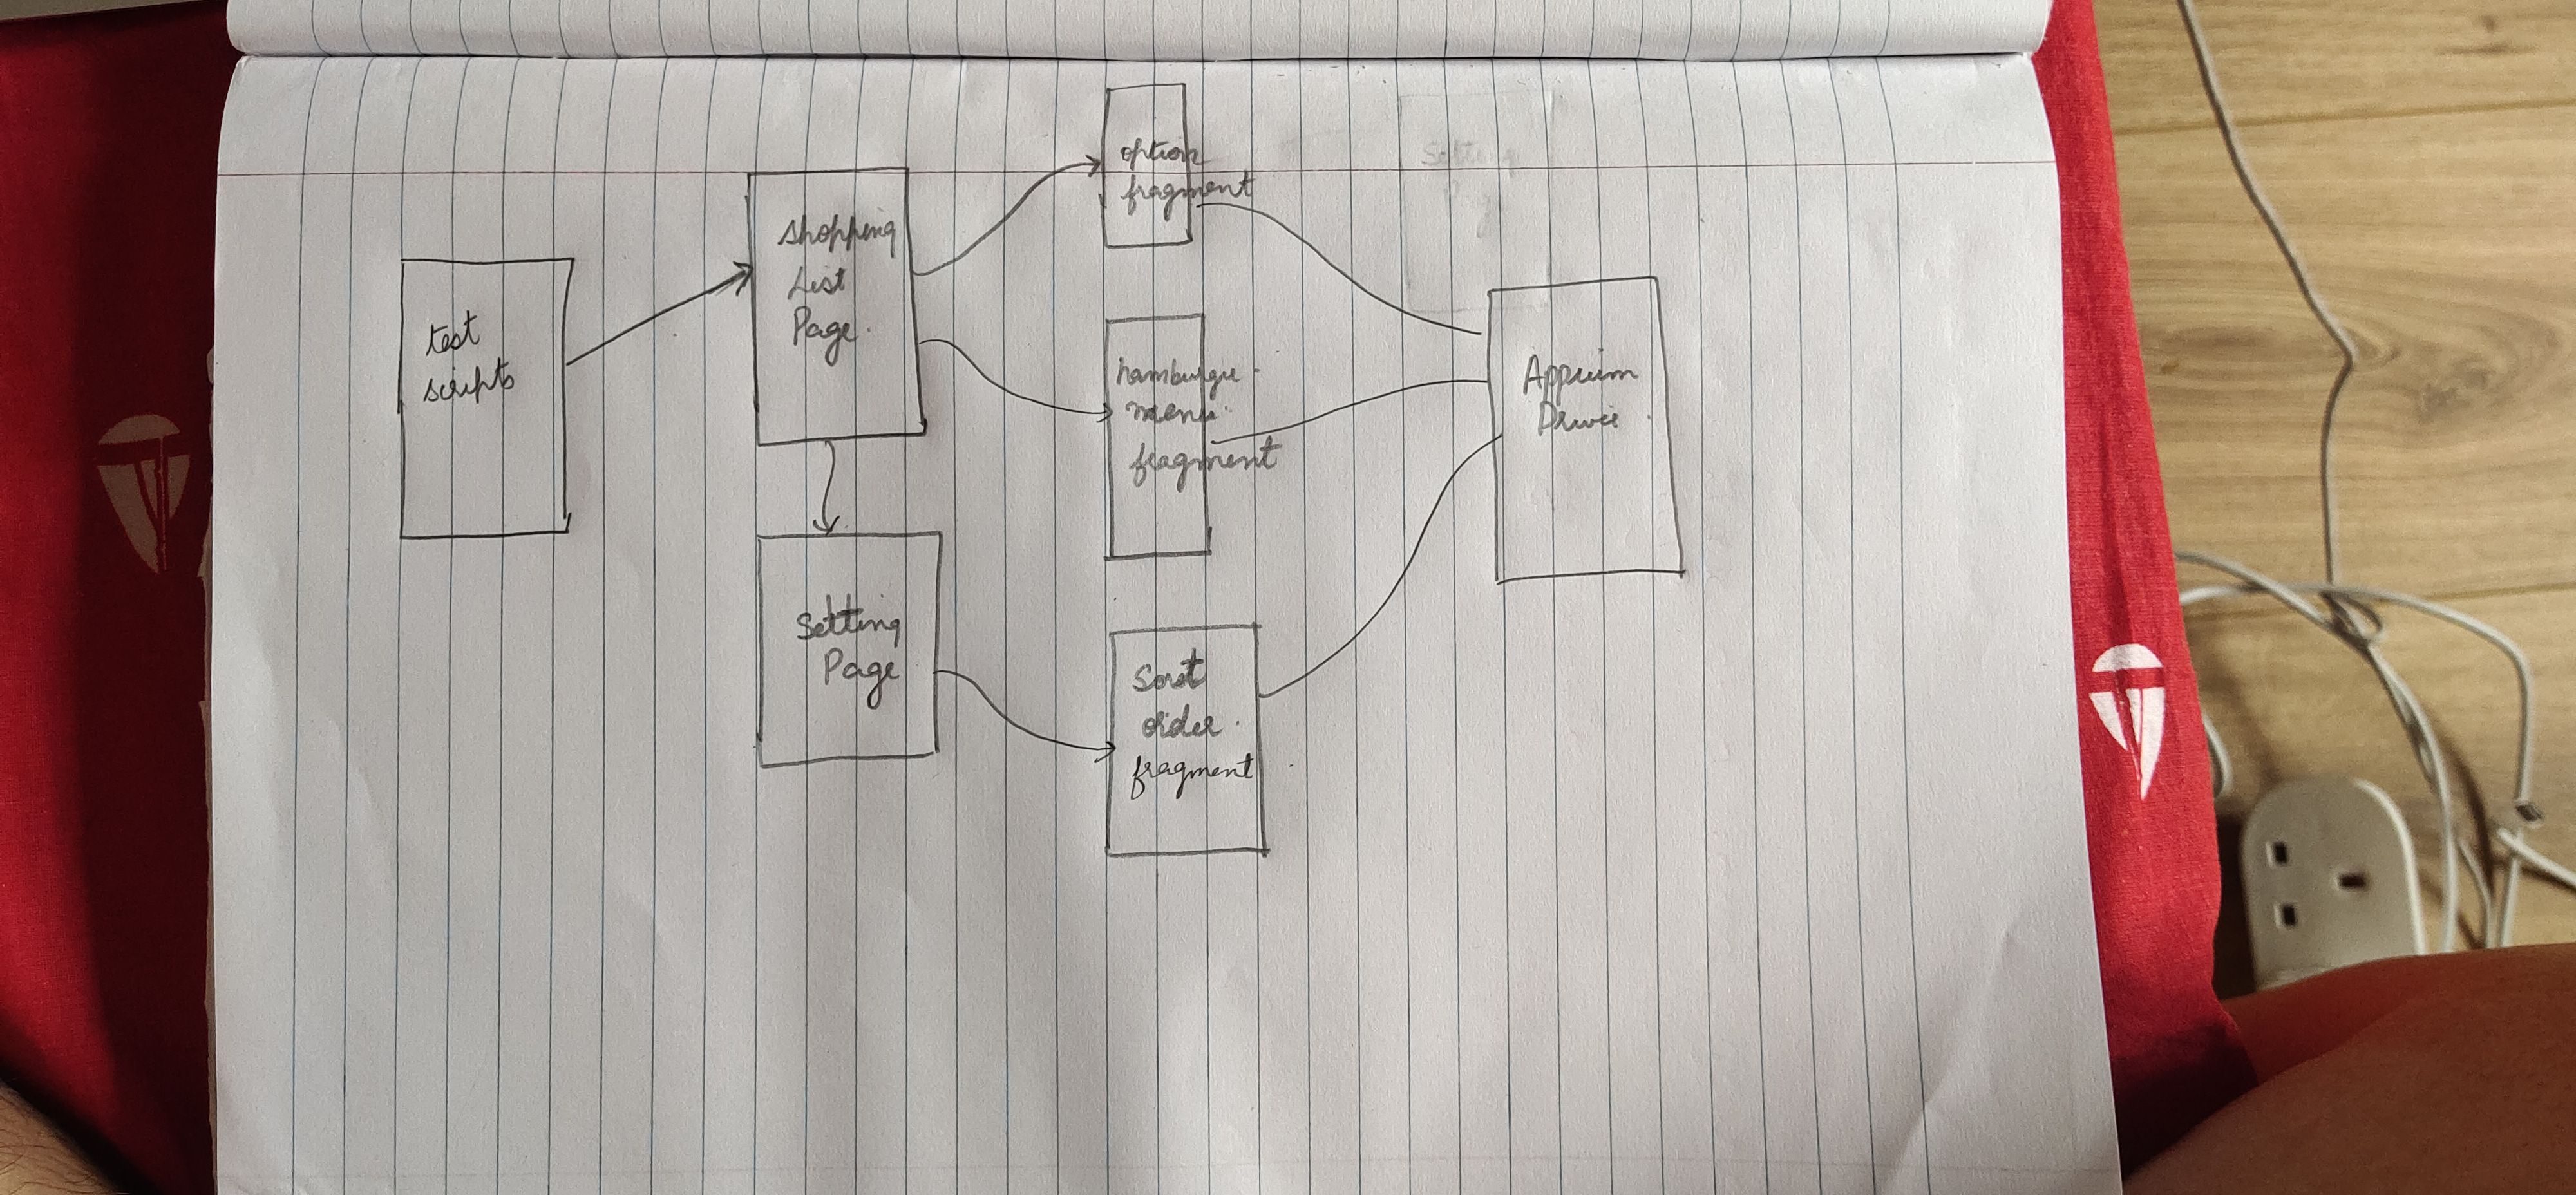 test
scripts
Shopping
List
Page.
Setting
Page
option
fragment
hamburger
menu
fragment
Sort
order
fragment
Appium
Driver